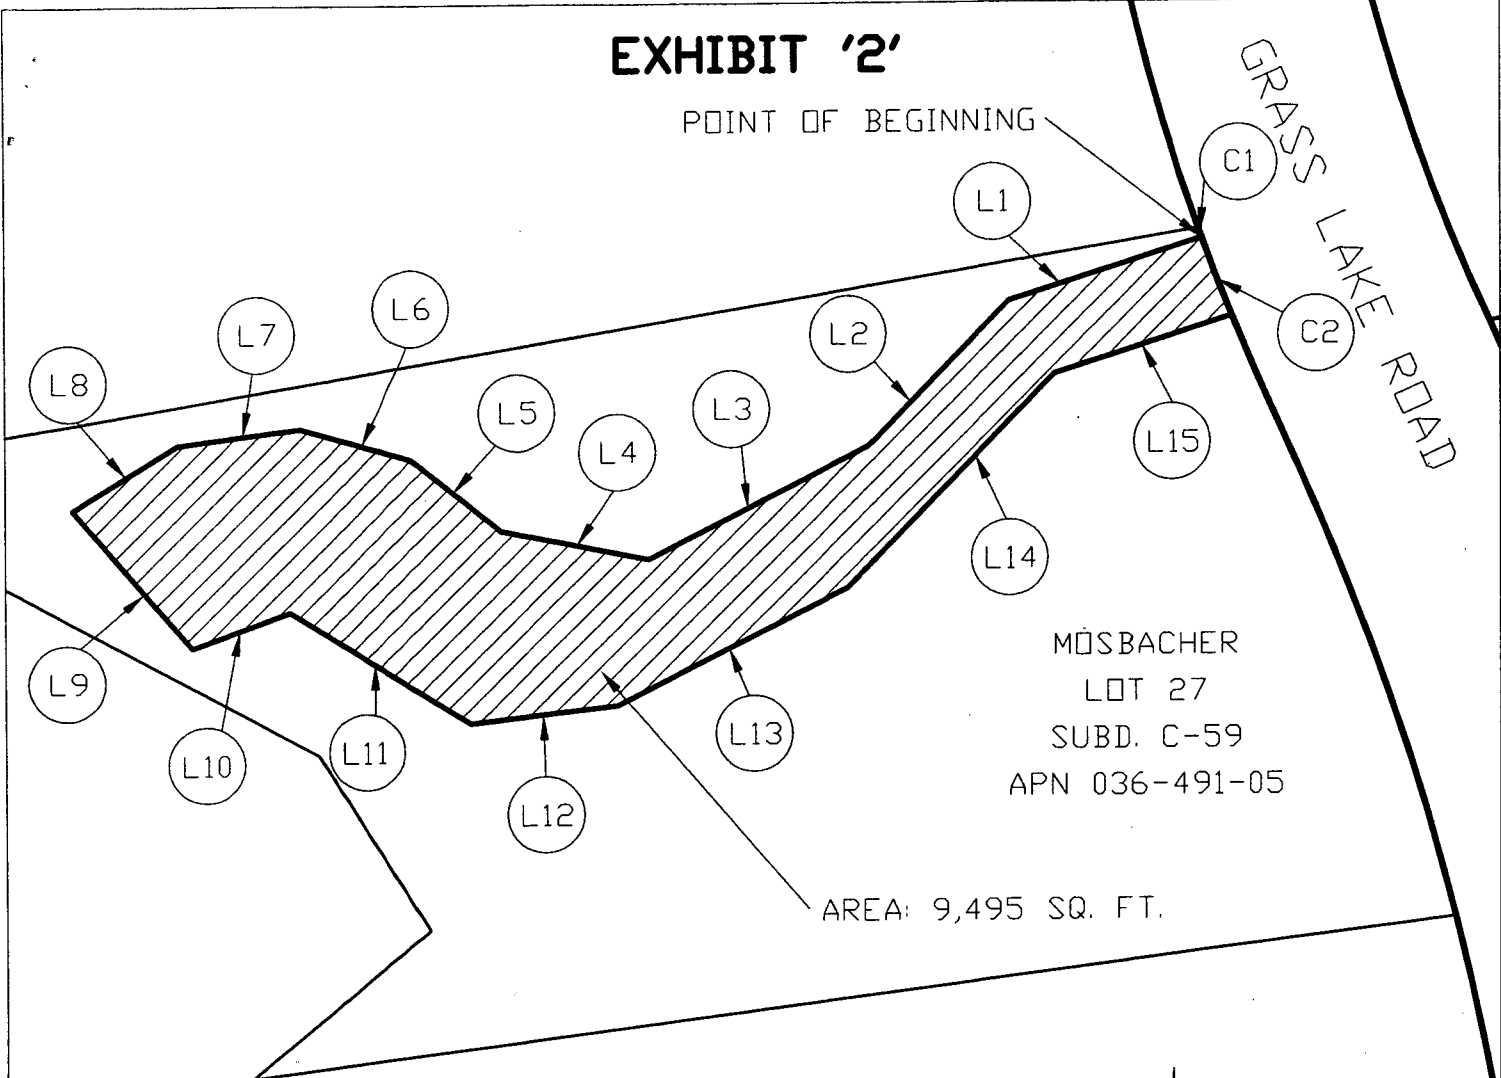 EXHIBIT '2'
POINT OF BEGINNING
GRASS LAKE ROAD
C1
L1
C2
L2
L6
L7
L8
L3
L5
L4
L15
L14
MOSBACHER
LOT 27
SUBD. C-59
APN 036-491-05
L9
L10
L11
L13
L12
AREA: 9,495 SQ. FT.